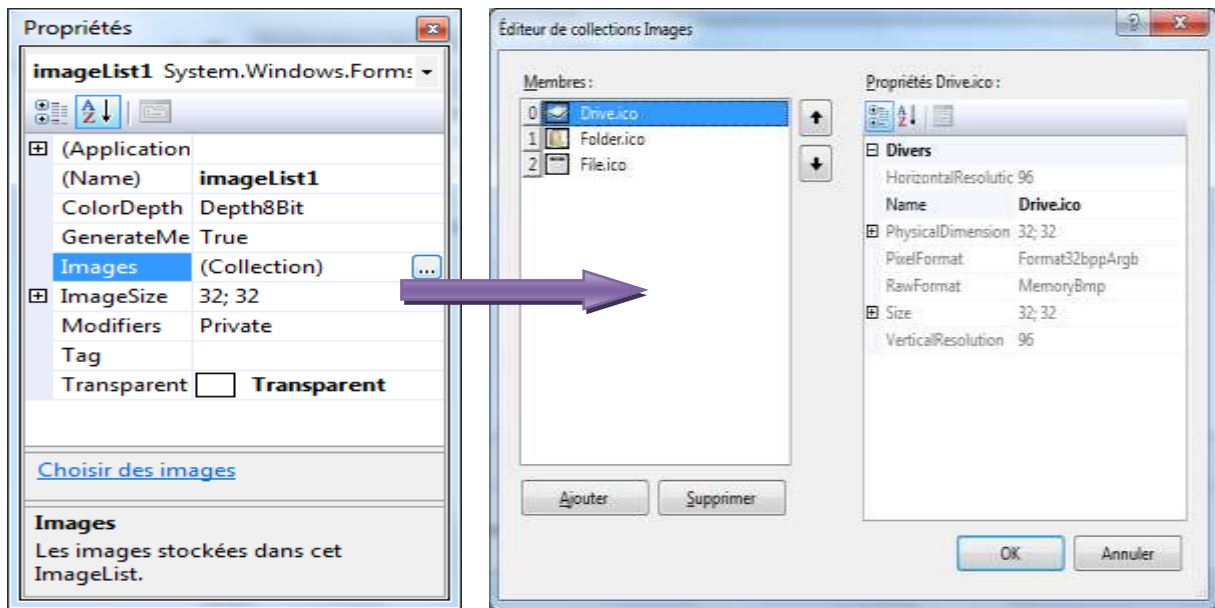 Propriétés
imageList1 System.Windows.Forms
(Application
(Name) imageList1
ColorDepth Depth8Bit
GenerateMe True
Images (Collection) ...
ImageSize 32; 32
Modifiers Private
Tag
Transparent Transparent
Choisir des images
Images
Les images stockées dans cet
ImageList.
Éditeur de collections Images
Membres :
0 Drive.ico
1 Folder.ico
2 File.ico
Ajouter Supprimer
Propriétés Drive.ico :
Divers
HorizontalResolutic 96
Name Drive.ico
PhysicalDimension 32; 32
PixelFormat Format32bppArgb
RawFormat MemoryBmp
Size 32; 32
VerticalResolution 96
OK Annuler